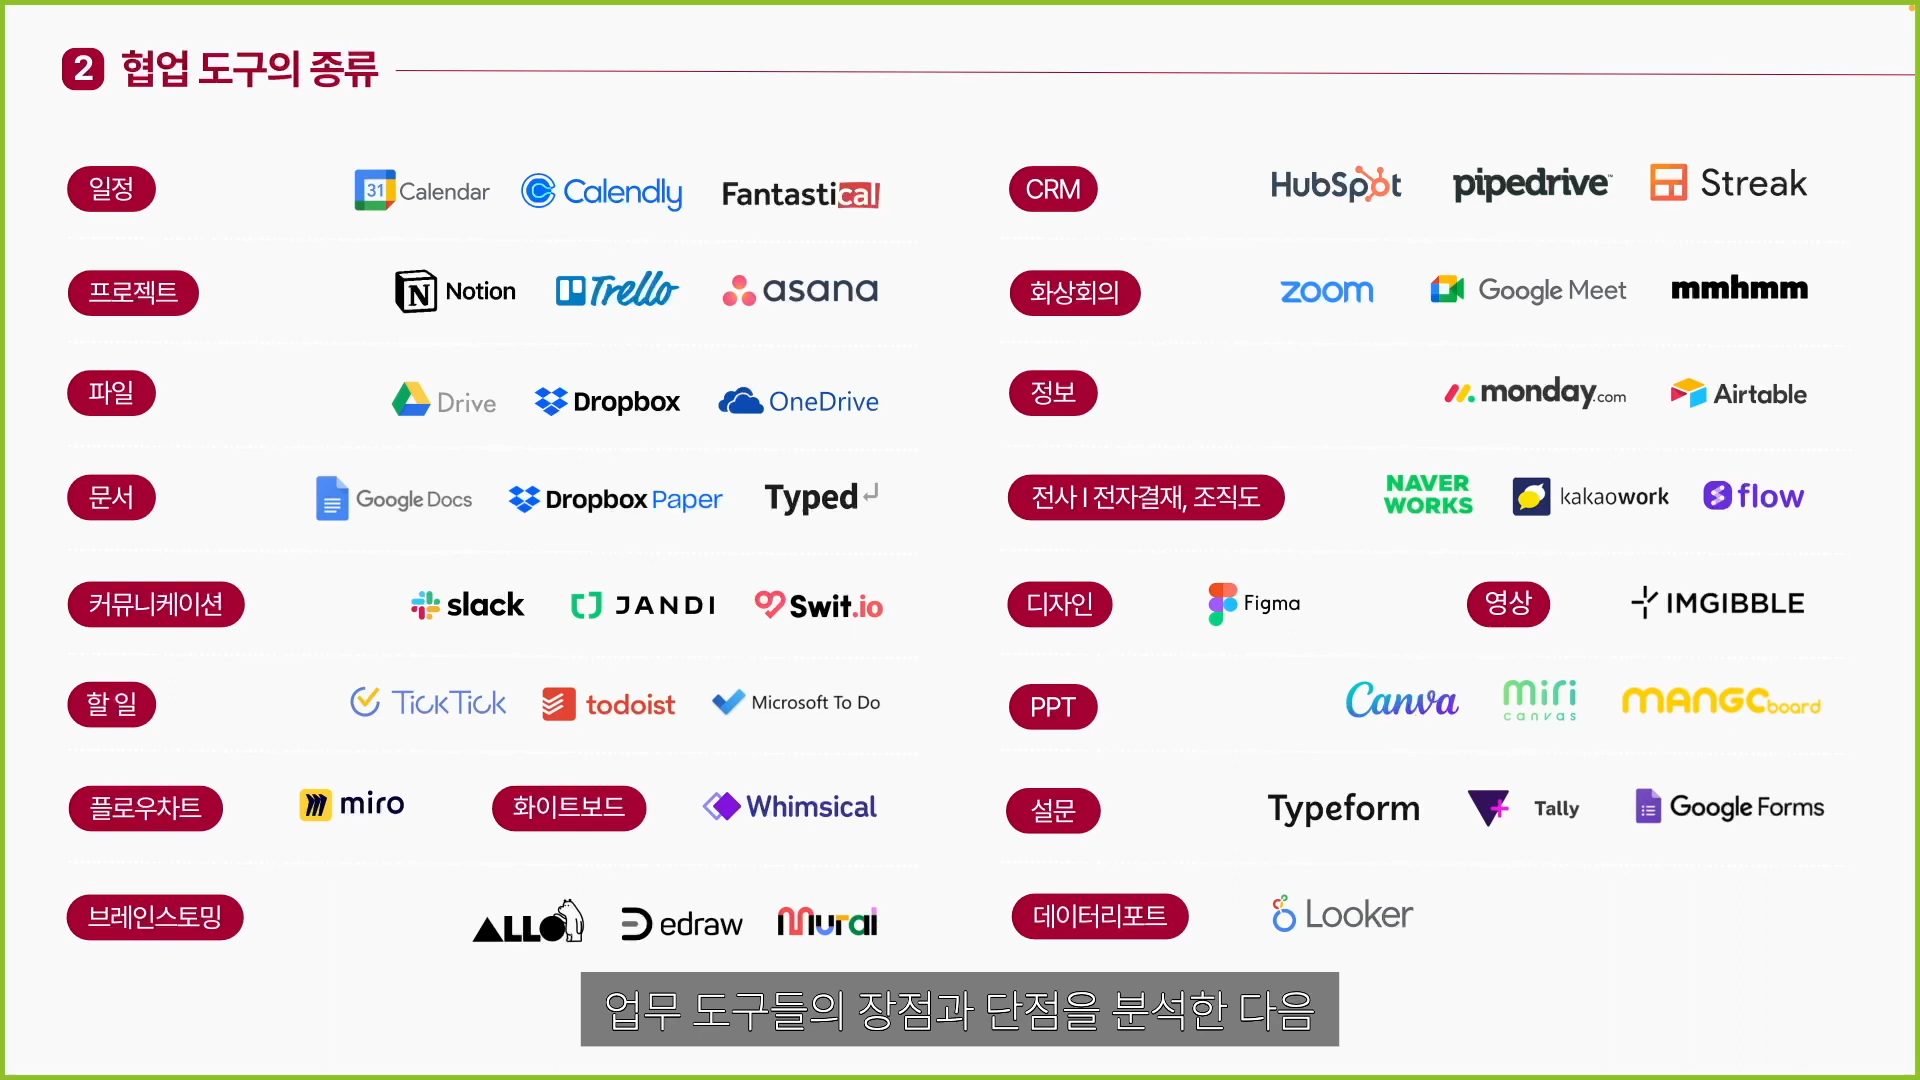 2 협업 도구의 종류
일정 31 Calendar Calendly Fantastical
프로젝트 Notion Trello asana
파일 Drive Dropbox OneDrive
문서 Google Docs Dropbox Paper Typed
커뮤니케이션 slack JANDI Swit.io
할 일 TickTick todoist Microsoft To Do
플로우차트 miro 화이트보드 Whimsical
브레인스토밍 ALLO edraw Mural
CRM HubSpot pipedrive™ Streak
화상회의 zoom Google Meet mmhmm
정보 monday.com Airtable
전사 I 전자결재, 조직도 NAVER WORKS kakaowork flow
디자인 Figma 영상 IMGIBBLE
PPT Canva miri canvas MANGOboard
설문 Typeform Tally Google Forms
데이터리포트 Looker
업무 도구들의 장점과 단점을 분석한 다음